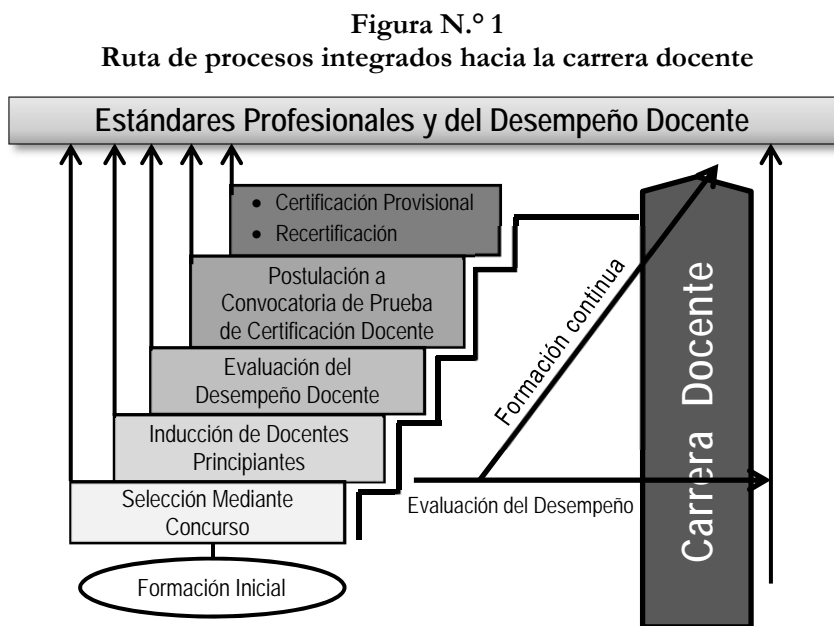 Figura N.° 1
Ruta de procesos integrados hacia la carrera docente
Estándares Profesionales y del Desempeño Docente
• Certificación Provisional
• Recertificación
Postulación a
Convocatoria de Prueba
de Certificación Docente
Evaluación del
Desempeño Docente
Inducción de Docentes
Principiantes
Selección Mediante
Concurso
Formación Inicial
Formación continua
Evaluación del Desempeño
Carrera Docente